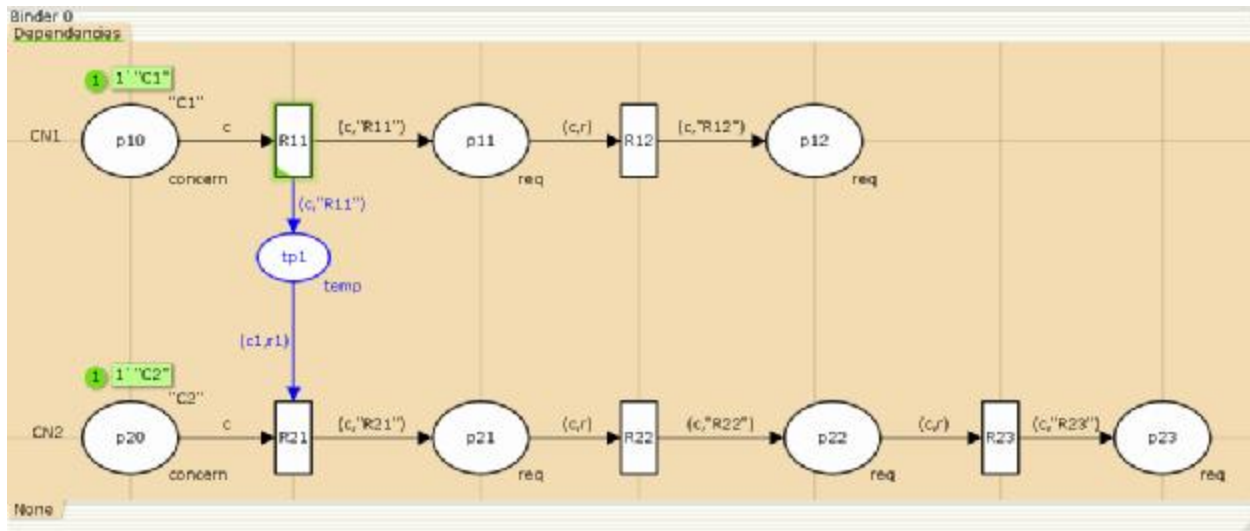 Binder 0
Dependencies
1 1`"C1"
"C1"
CN1 p10 c R11 (c,"R11") p11 (c,r) R12 (c,"R12") p12
concern req req
(c,"R11")
tp1
temp
(c1,r1)
1 1`"C2"
"C2"
CN2 p20 c R21 (c,"R21") p21 (c,r) R22 (c,"R22") p22 (c,r) R23 (c,"R23") p23
concern req req req
None